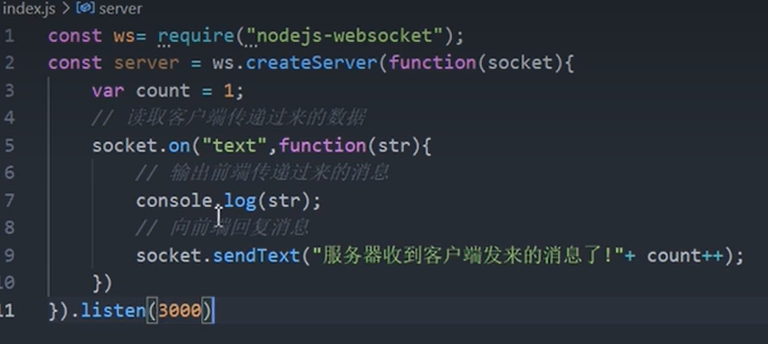 index.js > server
1 const ws= require("nodejs-websocket");
2 const server = ws.createServer(function(socket){
3 var count = 1;
4 // 读取客户端传递过来的数据
5 socket.on("text",function(str){
6 // 输出前端传递过来的消息
7 console.log(str);
8 // 向前端回复消息
9 socket.sendText("服务器收到客户端发来的消息了!"+ count++);
10 })
11 }).listen(3000)